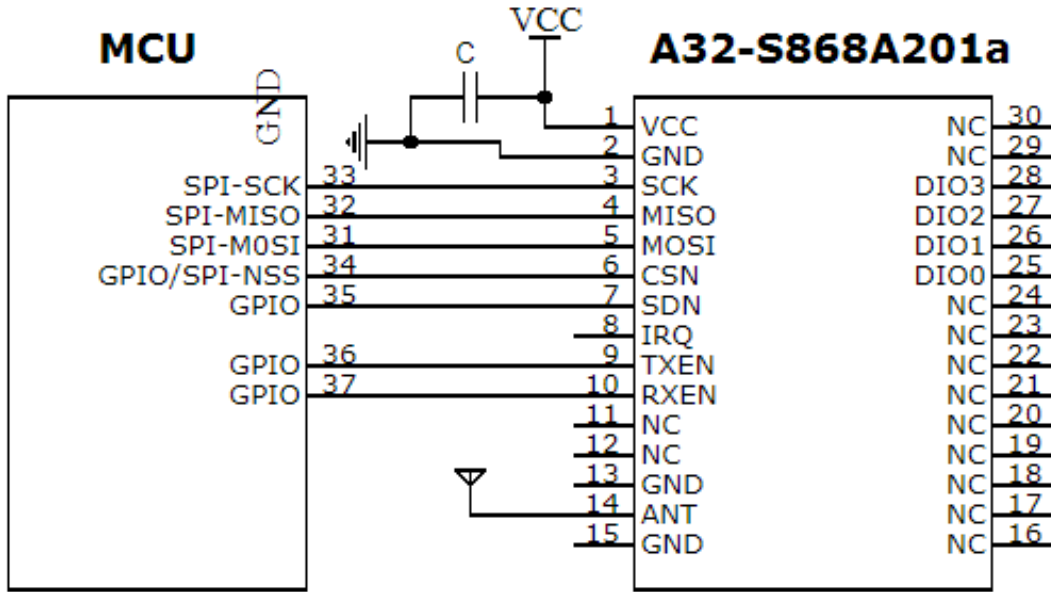 VCC
MCU
C
A32-S868A201a
GND
1 VCC NC 30
2 GND NC 29
SPI-SCK 33 3 SCK DIO3 28
SPI-MISO 32 4 MISO DIO2 27
SPI-M0SI 31 5 MOSI DIO1 26
GPIO/SPI-NSS 34 6 CSN DIO0 25
GPIO 35 7 SDN NC 24
8 IRQ NC 23
GPIO 36 9 TXEN NC 22
GPIO 37 10 RXEN NC 21
11 NC NC 20
12 NC NC 19
13 GND NC 18
14 ANT NC 17
15 GND NC 16